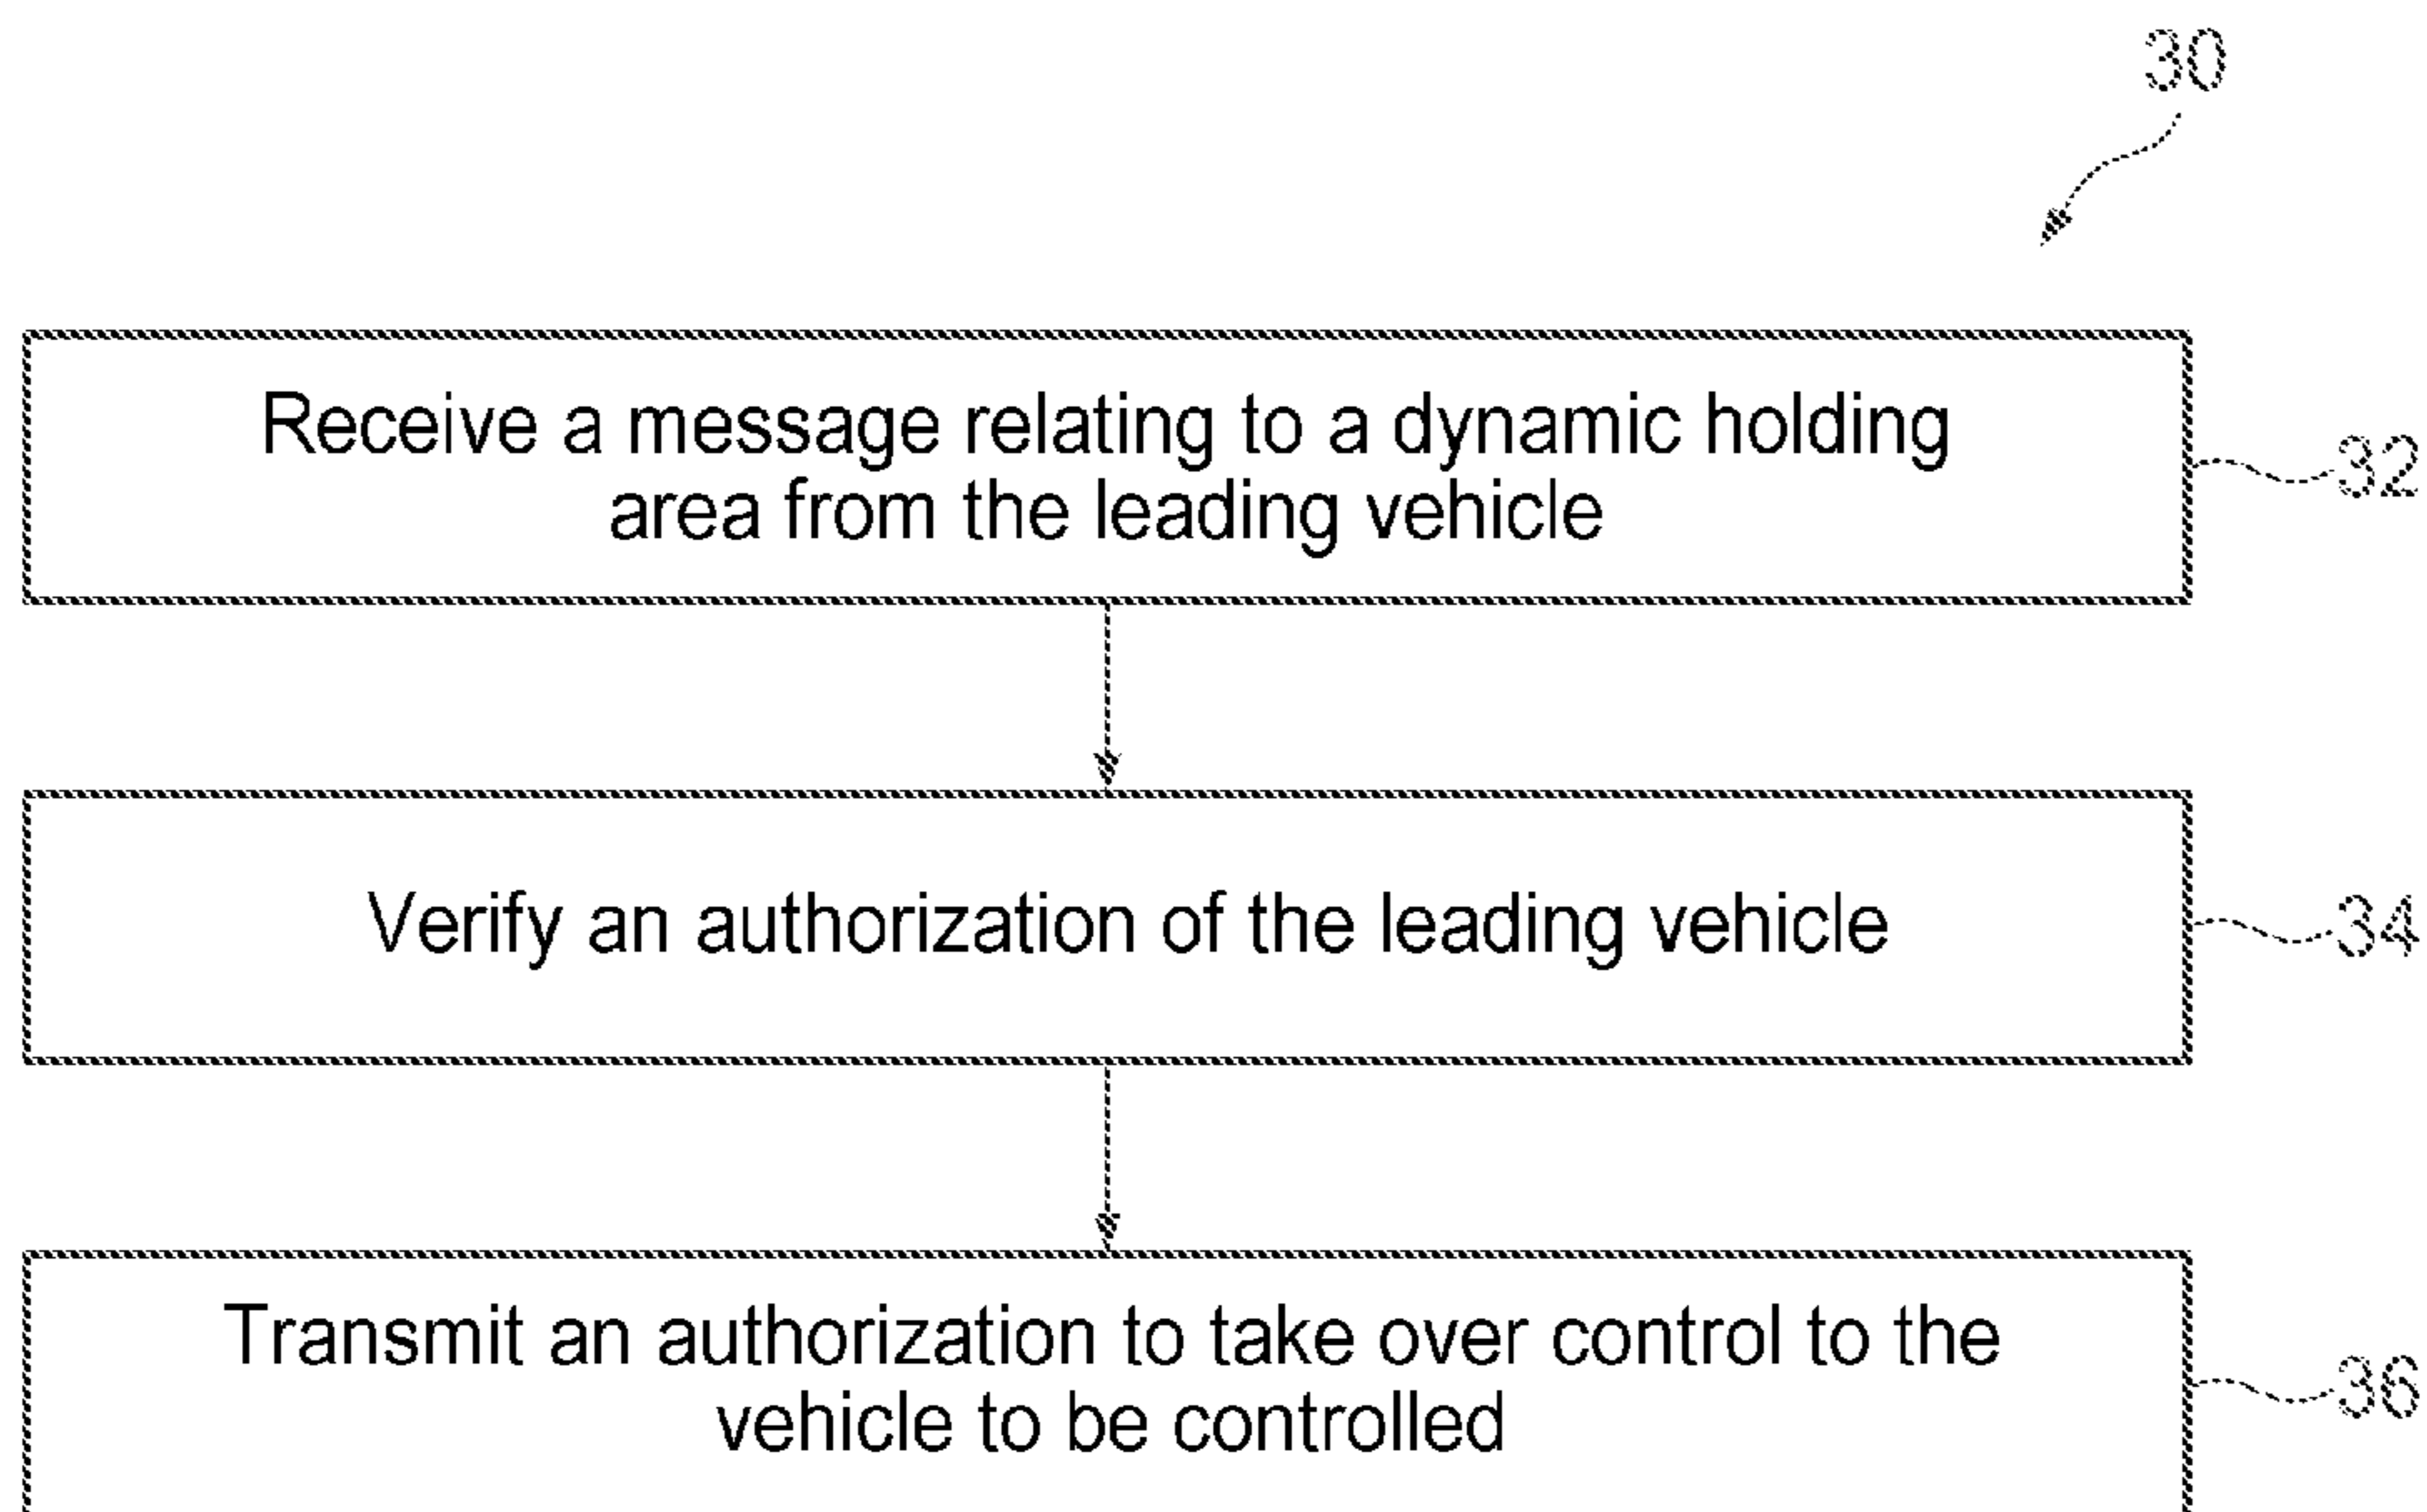 30
Receive a message relating to a dynamic holding
area from the leading vehicle
32
Verify an authorization of the leading vehicle
34
Transmit an authorization to take over control to the
vehicle to be controlled
36